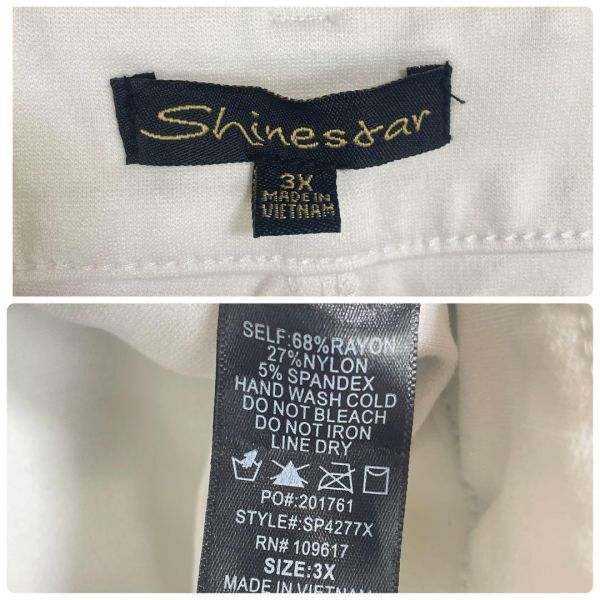 Shinestar
3X
MADE IN
VIETNAM
SELF:68%RAYON
27%NYLON
5% SPANDEX
HAND WASH COLD
DO NOT BLEACH
DO NOT IRON
LINE DRY
PO#:201761
STYLE#:SP4277X
RN# 109617
SIZE:3X
MADE IN VIETNAM